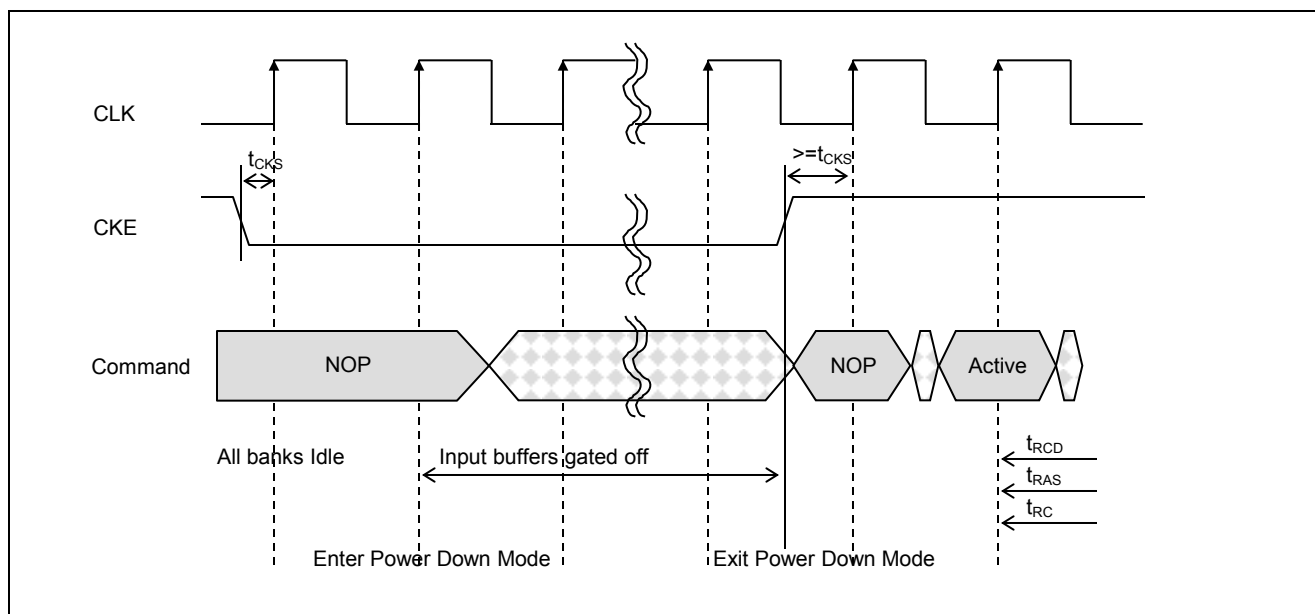 CLK
tCKS
>=tCKS
CKE
Command
NOP
NOP
Active
All banks Idle
Input buffers gated off
tRCD
tRAS
tRC
Enter Power Down Mode
Exit Power Down Mode